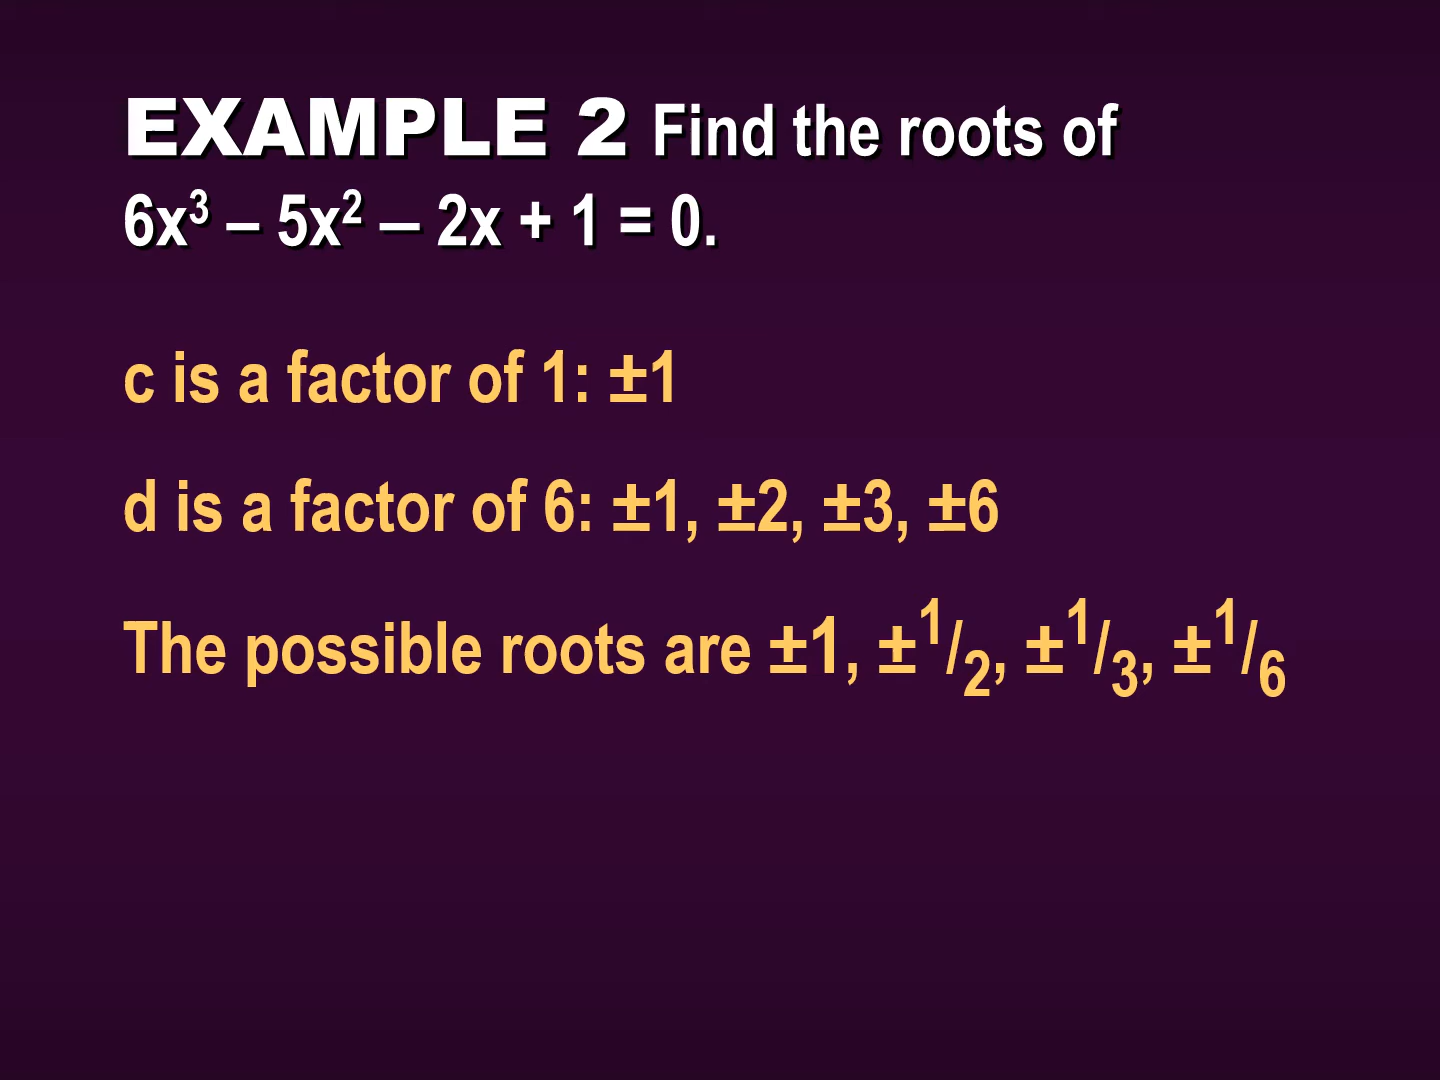 EXAMPLE 2 Find the roots of
6x³ – 5x² – 2x + 1 = 0.
c is a factor of 1: ±1
d is a factor of 6: ±1, ±2, ±3, ±6
The possible roots are ±1, ±¹/₂, ±¹/₃, ±¹/₆